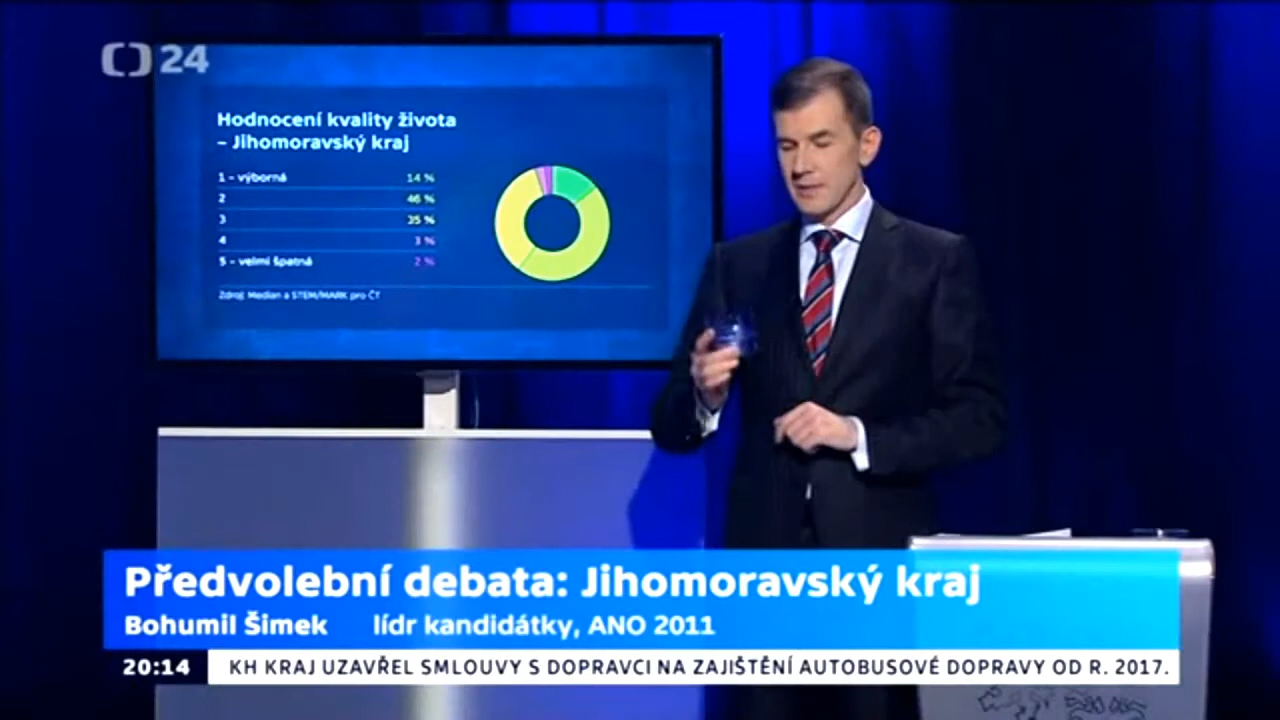 24
Hodnocení kvality života
– Jihomoravský kraj
1 – výborná 14 %
2 46 %
3 35 %
4 3 %
5 – velmi špatná 2 %
Zdroj: Median a STEM/MARK pro ČT
Předvolební debata: Jihomoravský kraj
Bohumil Šimek lídr kandidátky, ANO 2011
20:14 KH KRAJ UZAVŘEL SMLOUVY S DOPRAVCI NA ZAJIŠTĚNÍ AUTOBUSOVÉ DOPRAVY OD R. 2017.